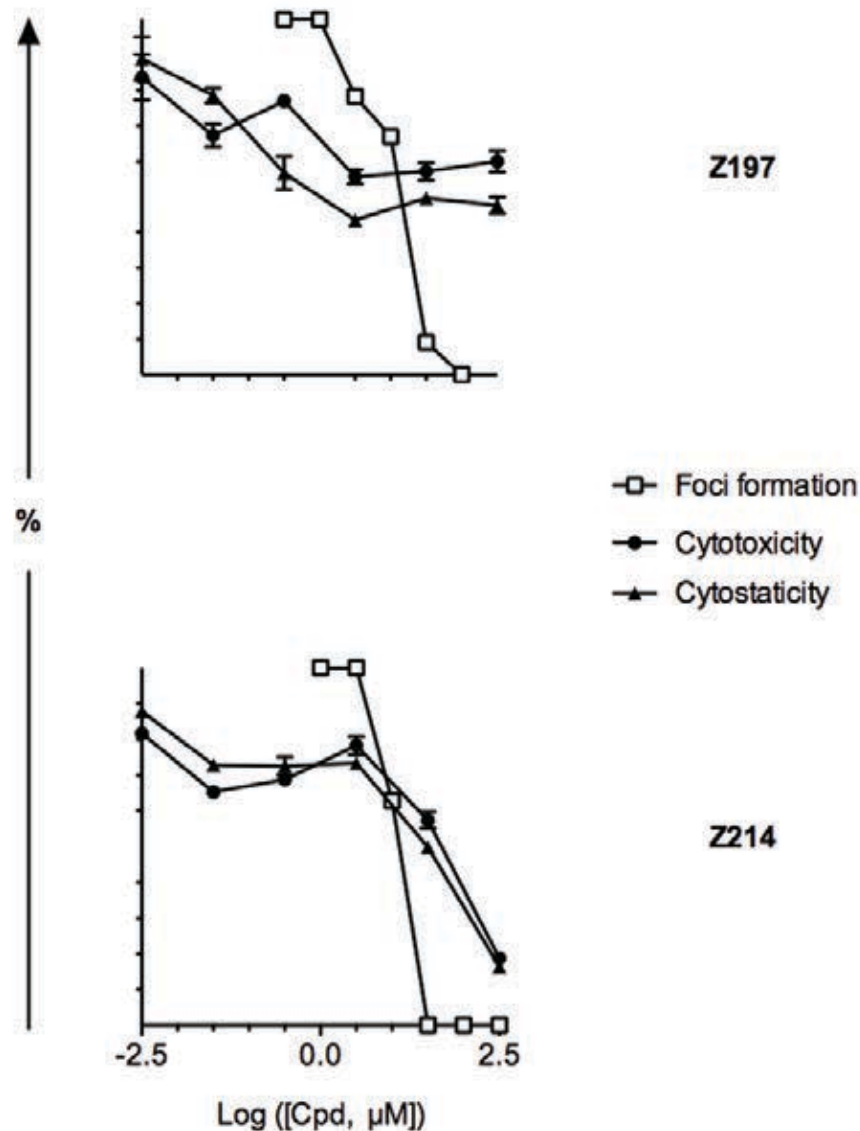 Z197
%
Foci formation
Cytotoxicity
Cytostaticity
Z214
-2.5 0.0 2.5
Log ([Cpd, µM])